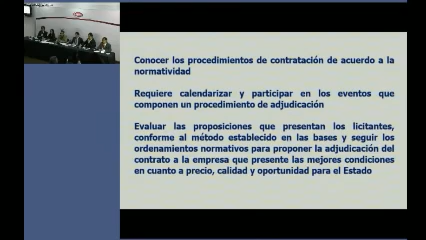 Conocer los procedimientos de contratación de acuerdo a la
normatividad
Requiere calendarizar y participar en los eventos que
componen un procedimiento de adjudicación
Evaluar las proposiciones que presentan los licitantes,
conforme al método establecido en las bases y seguir los
ordenamientos normativos para proponer la adjudicación del
contrato a la empresa que presente las mejores condiciones
en cuanto a precio, calidad y oportunidad para el Estado